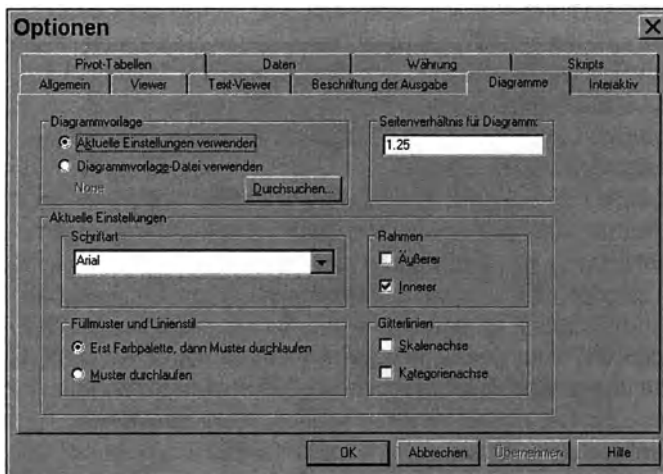 Optionen
Pivot-Tabellen Daten Währung Skripts
Allgemein Viewer Text-Viewer Beschriftung der Ausgabe Diagramme Interaktiv
Diagrammvorlage
Aktuelle Einstellungen verwenden
Diagrammvorlage-Datei verwenden
None
Durchsuchen...
Seitenverhältnis für Diagramm:
1.25
Aktuelle Einstellungen
Schriftart
Arial
Rahmen
Äußerer
Innerer
Füllmuster und Linienstil
Erst Farbpalette, dann Muster durchlaufen
Muster durchlaufen
Gitterlinien
Skalenachse
Kategorienachse
OK Abbrechen Übernehmen Hilfe